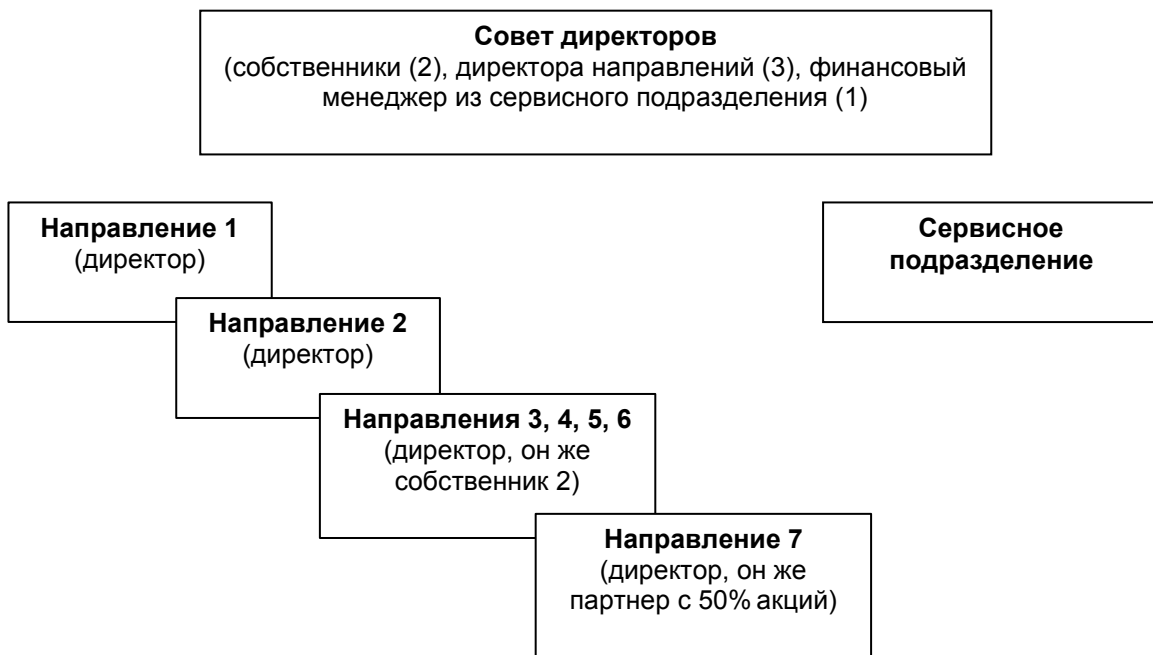 Совет директоров
(собственники (2), директора направлений (3), финансовый
менеджер из сервисного подразделения (1)
Направление 1
(директор)
Сервисное
подразделение
Направление 2
(директор)
Направления 3, 4, 5, 6
(директор, он же
собственник 2)
Направление 7
(директор, он же
партнер с 50% акций)